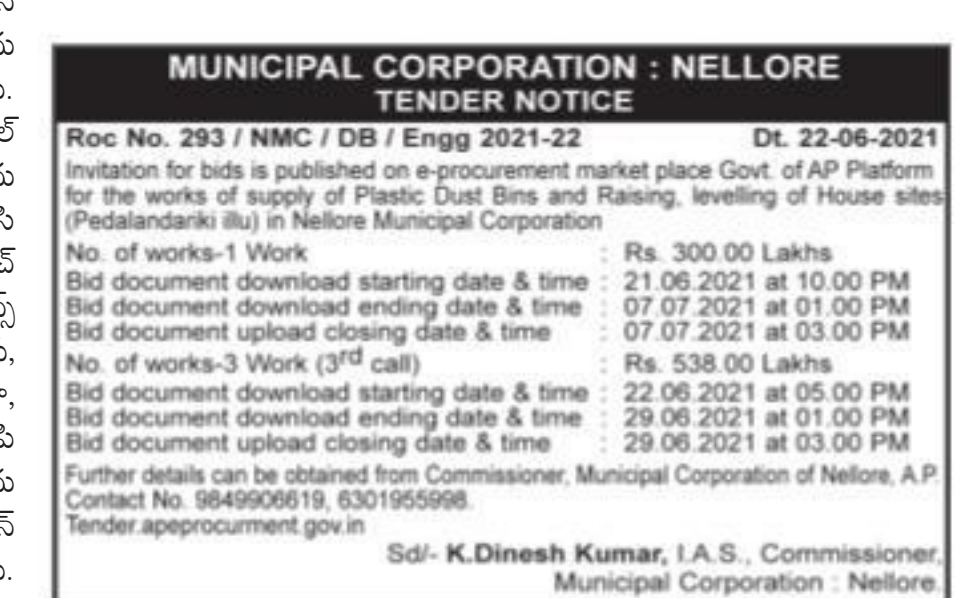 MUNICIPAL CORPORATION : NELLORE
TENDER NOTICE
Roc No. 293 / NMC / DB / Engg 2021-22 Dt. 22-06-2021
Invitation for bids is published on e-procurement market place Govt. of AP Platform
for the works of supply of Plastic Dust Bins and Raising, levelling of House sites
(Pedalandariki illu) in Nellore Municipal Corporation
No. of works-1 Work : Rs. 300.00 Lakhs
Bid document download starting date & time : 21.06.2021 at 10.00 PM
Bid document download ending date & time : 07.07.2021 at 01.00 PM
Bid document upload closing date & time : 07.07.2021 at 03.00 PM
No. of works-3 Work (3rd call) : Rs. 538.00 Lakhs
Bid document download starting date & time : 22.06.2021 at 05.00 PM
Bid document download ending date & time : 29.06.2021 at 01.00 PM
Bid document upload closing date & time : 29.06.2021 at 03.00 PM
Further details can be obtained from Commissioner, Municipal Corporation of Nellore, A.P.
Contact No. 9849906619, 6301955998.
Tender.apeprocurment.gov.in
Sd/- K.Dinesh Kumar, I.A.S., Commissioner,
Municipal Corporation : Nellore.